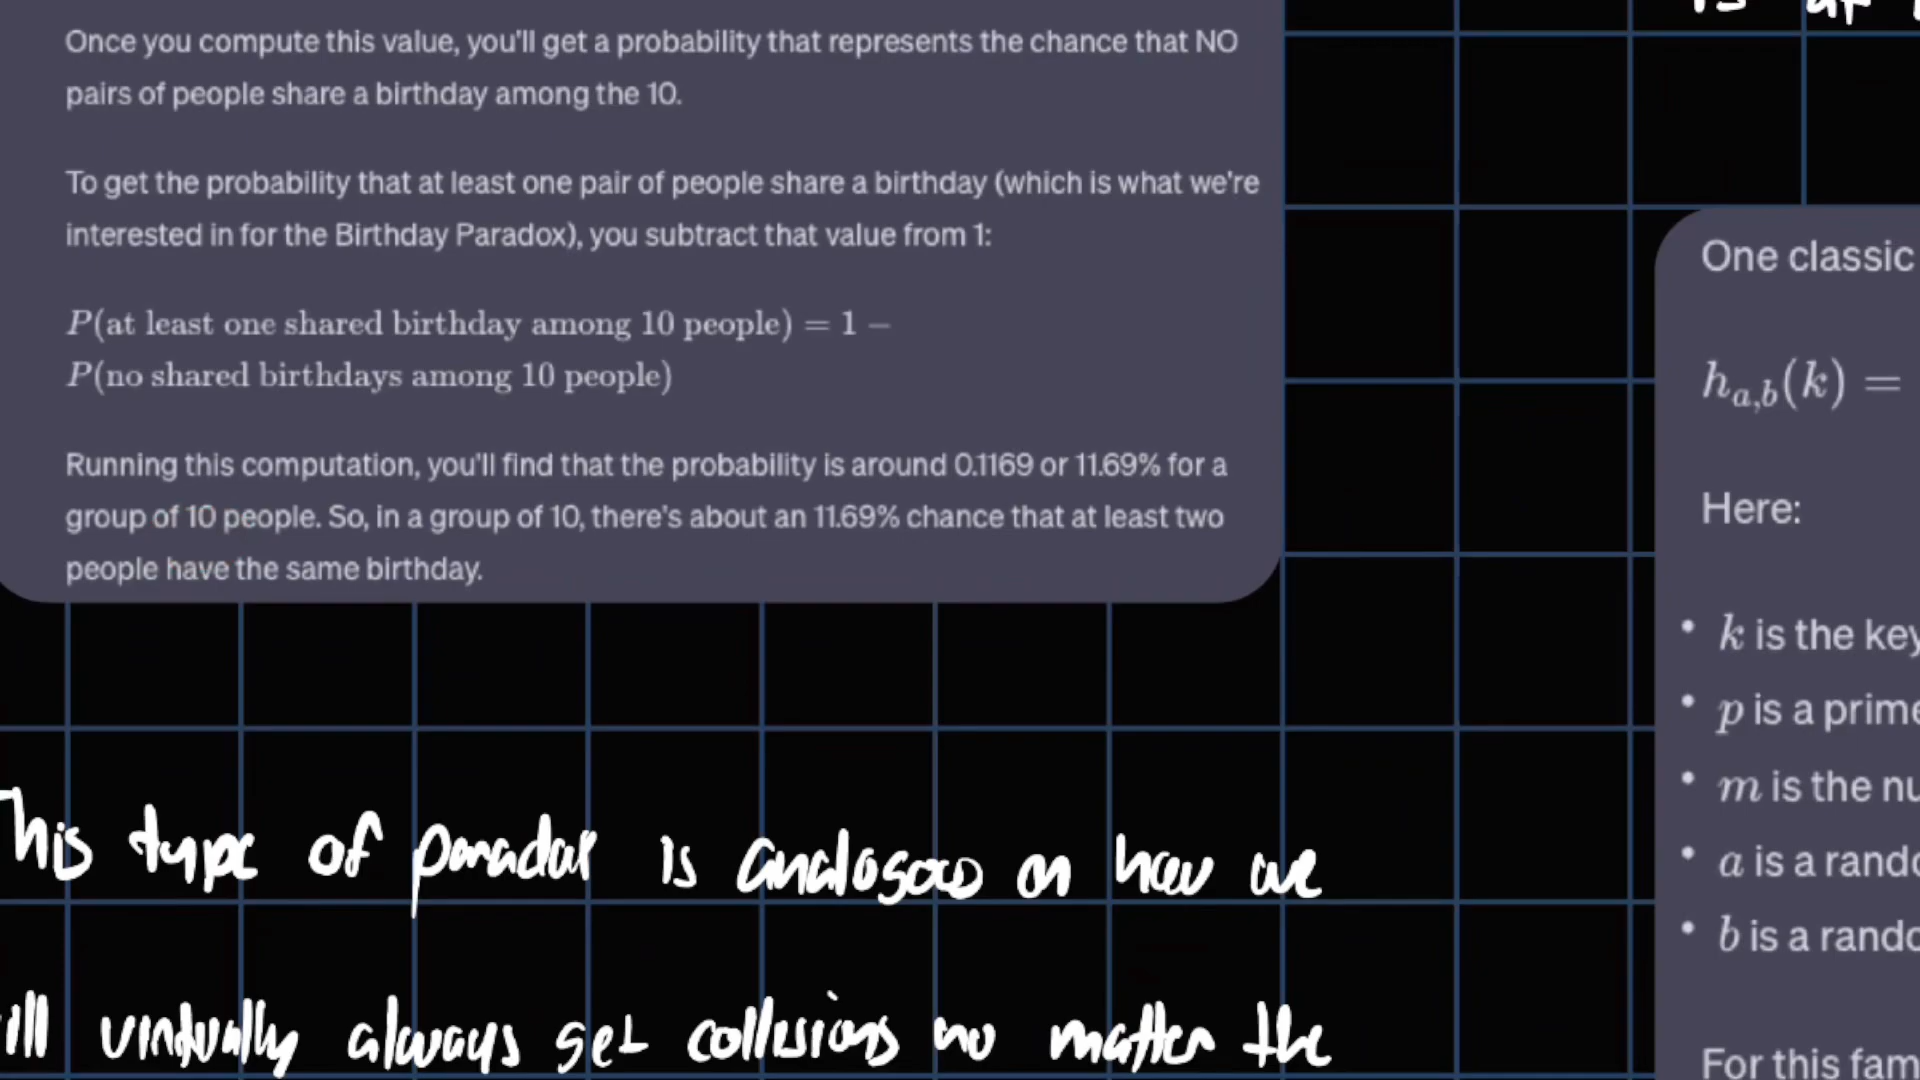 Once you compute this value, you'll get a probability that represents the chance that NO
pairs of people share a birthday among the 10.
To get the probability that at least one pair of people share a birthday (which is what we're
interested in for the Birthday Paradox), you subtract that value from 1:
P(at least one shared birthday among 10 people) = 1 −
P(no shared birthdays among 10 people)
Running this computation, you'll find that the probability is around 0.1169 or 11.69% for a
group of 10 people. So, in a group of 10, there's about an 11.69% chance that at least two
people have the same birthday.
This type of paradox is analogous on how we
ill virtually always get collisions no matter the
is at
One classic
h_{a,b}(k) =
Here:
• k is the key
• p is a prime
• m is the nu
• a is a rando
• b is a rando
For this fam